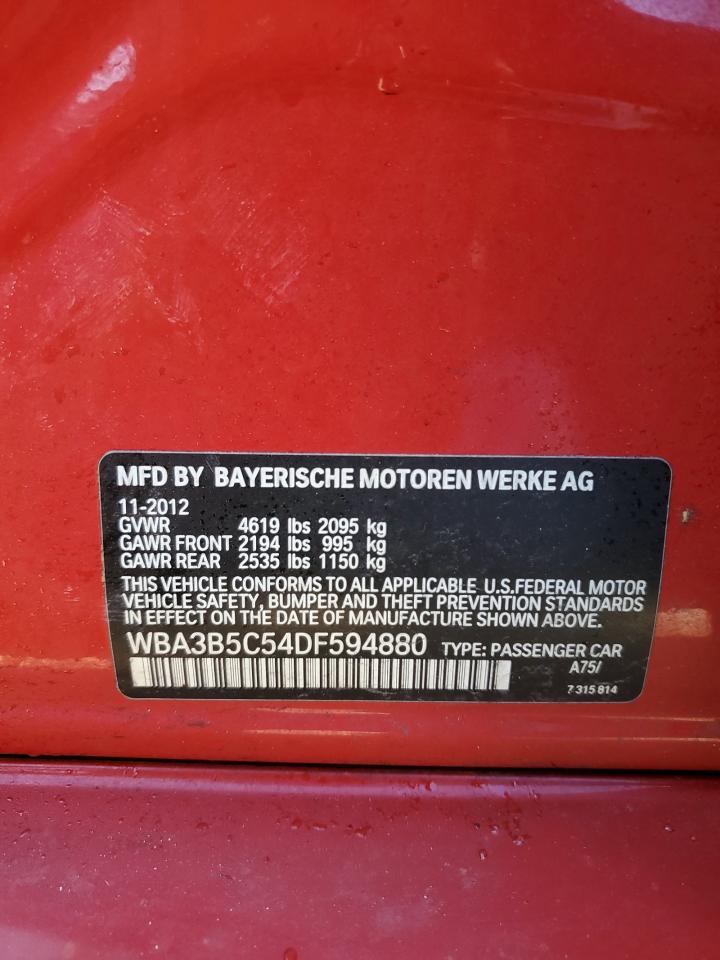 MFD BY BAYERISCHE MOTOREN WERKE AG
11-2012
GVWR 4619 lbs 2095 kg
GAWR FRONT 2194 lbs 995 kg
GAWR REAR 2535 lbs 1150 kg
THIS VEHICLE CONFORMS TO ALL APPLICABLE U.S.FEDERAL MOTOR
VEHICLE SAFETY, BUMPER AND THEFT PREVENTION STANDARDS
IN EFFECT ON THE DATE OF MANUFACTURE SHOWN ABOVE.
WBA3B5C54DF594880 TYPE: PASSENGER CAR
A75/
7 315 814